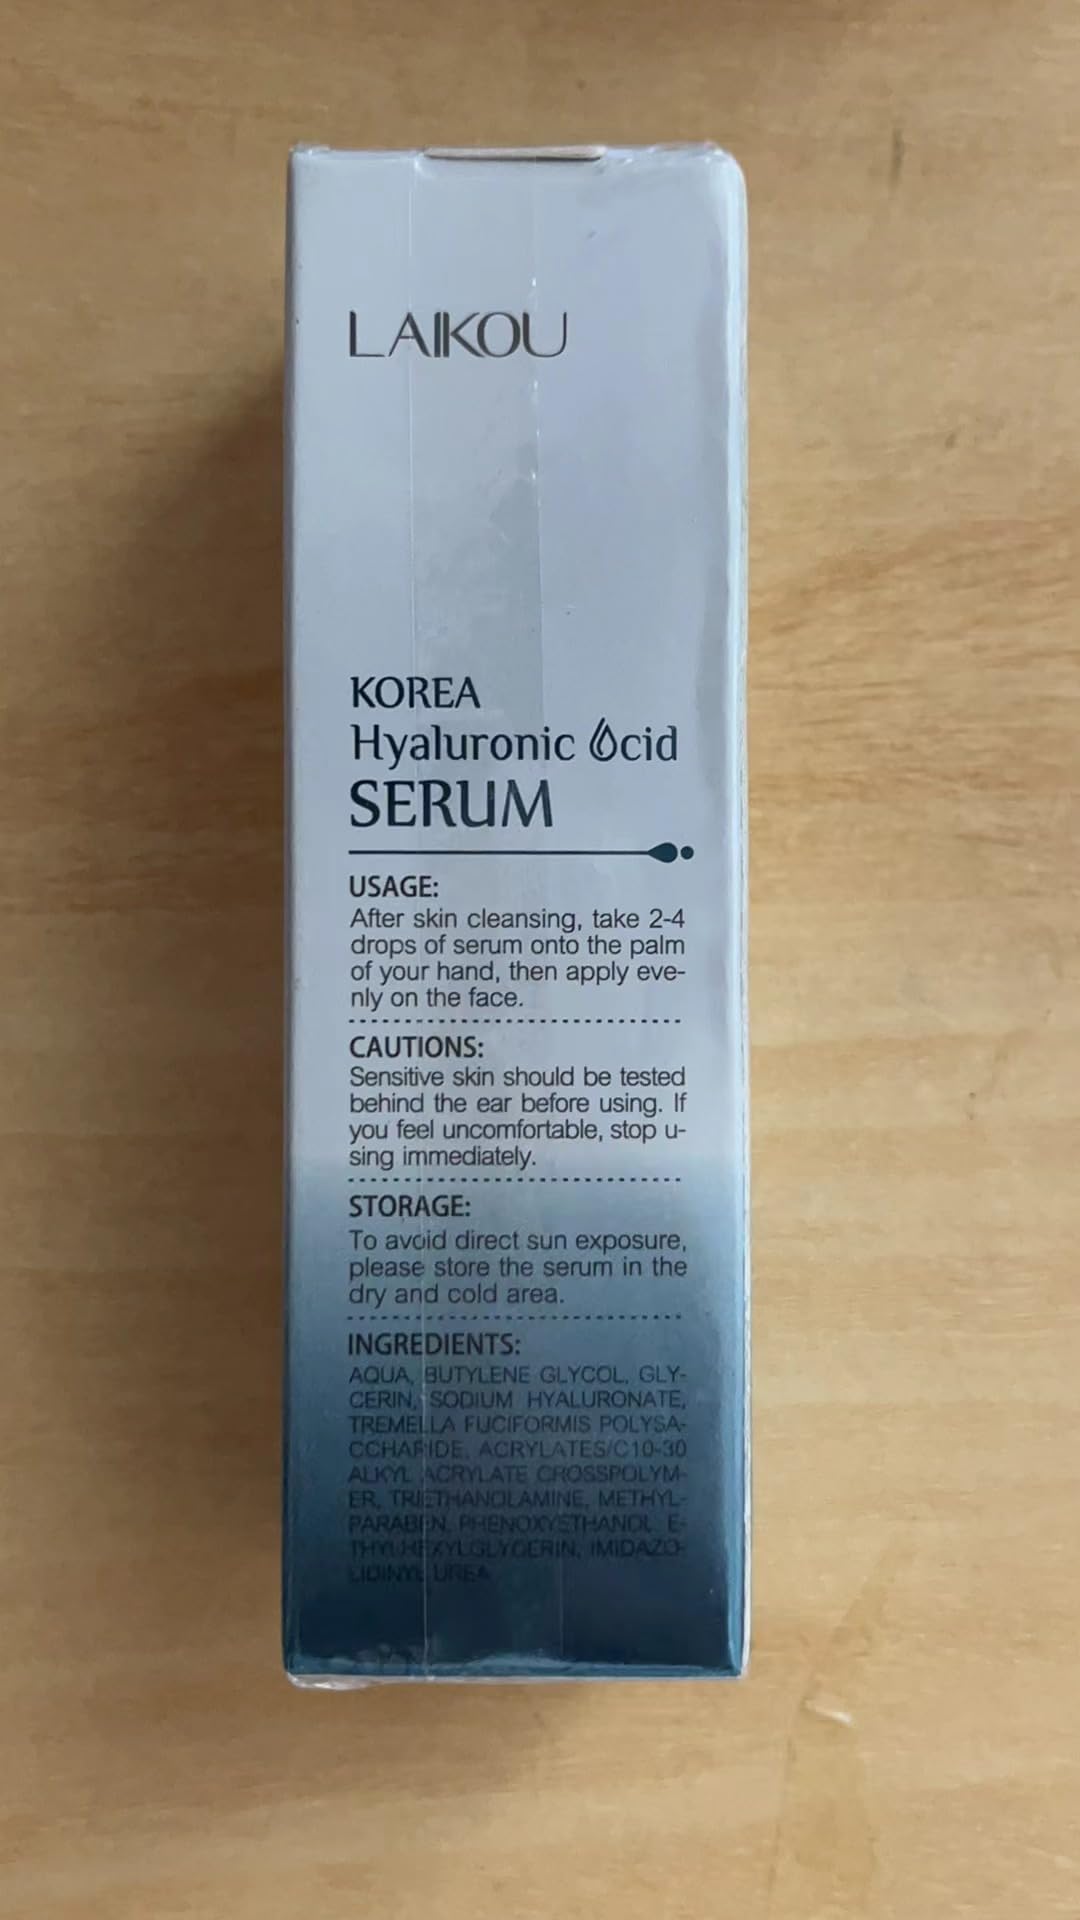 LAIKOU
KOREA
Hyaluronic Acid
SERUM
USAGE:
After skin cleansing, take 2-4
drops of serum onto the palm
of your hand, then apply eve-
nly on the face.
CAUTIONS:
Sensitive skin should be tested
behind the ear before using. If
you feel uncomfortable, stop u-
sing immediately.
STORAGE:
To avoid direct sun exposure,
please store the serum in the
dry and cold area.
INGREDIENTS:
AQUA, BUTYLENE GLYCOL, GLY-
CERIN, SODIUM HYALURONATE,
TREMELLA FUCIFORMIS POLYSA-
CCHARIDE, ACRYLATES/C10-30
ALKYL ACRYLATE CROSSPOLYM-
ER, TRIETHANOLAMINE, METHYL-
PARABEN, PHENOXYETHANOL, E-
THYLHEXYLGLYCERIN, IMIDAZO-
LIDINYL UREA